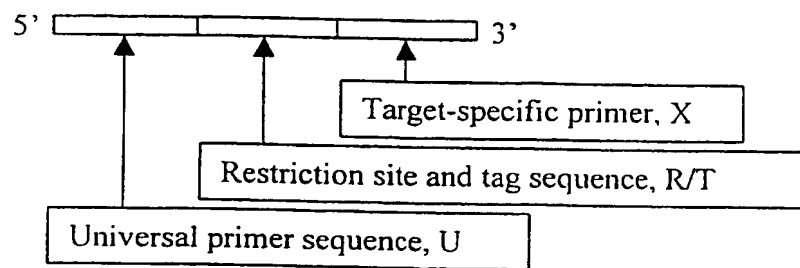 5’ 3’
Target-specific primer, X
Restriction site and tag sequence, R/T
Universal primer sequence, U